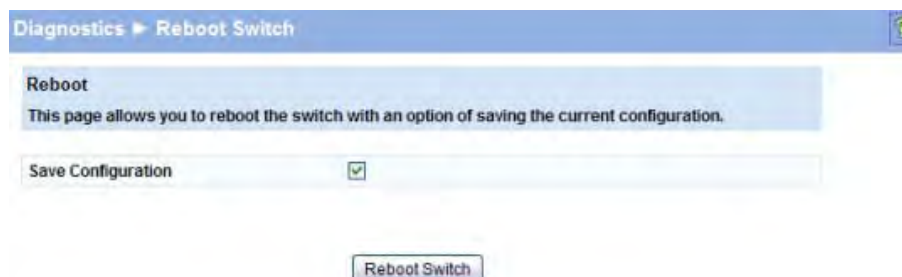 Diagnostics ► Reboot Switch
Reboot
This page allows you to reboot the switch with an option of saving the current configuration.
Save Configuration
Reboot Switch